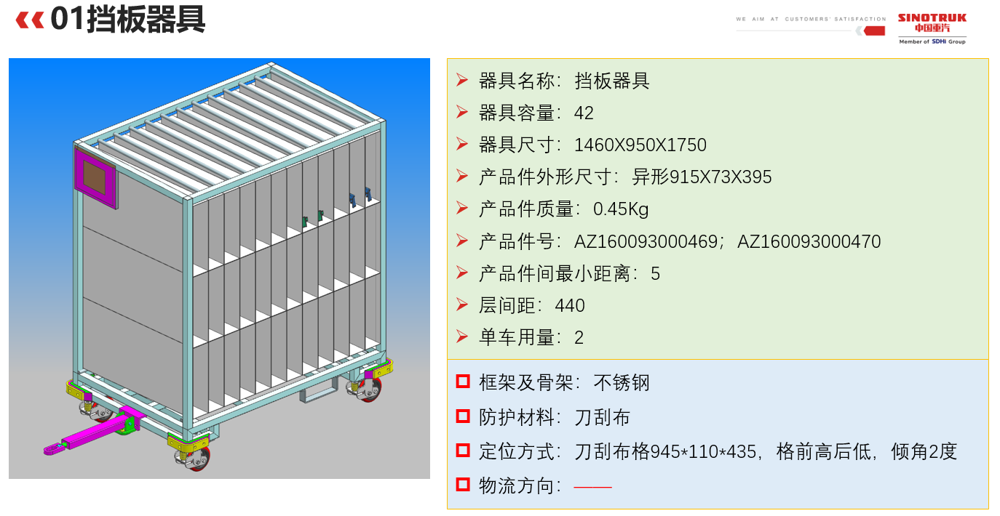 01挡板器具
WE AIM AT CUSTOMERS' SATISFACTION
SINOTRUK
中国重汽
Member of SDHI Group
器具名称：挡板器具
器具容量：42
器具尺寸：1460X950X1750
产品件外形尺寸：异形915X73X395
产品件质量：0.45Kg
产品件号：AZ160093000469；AZ160093000470
产品件间最小距离：5
层间距：440
单车用量：2
框架及骨架：不锈钢
防护材料：刀刮布
定位方式：刀刮布格945*110*435，格前高后低，倾角2度
物流方向：——